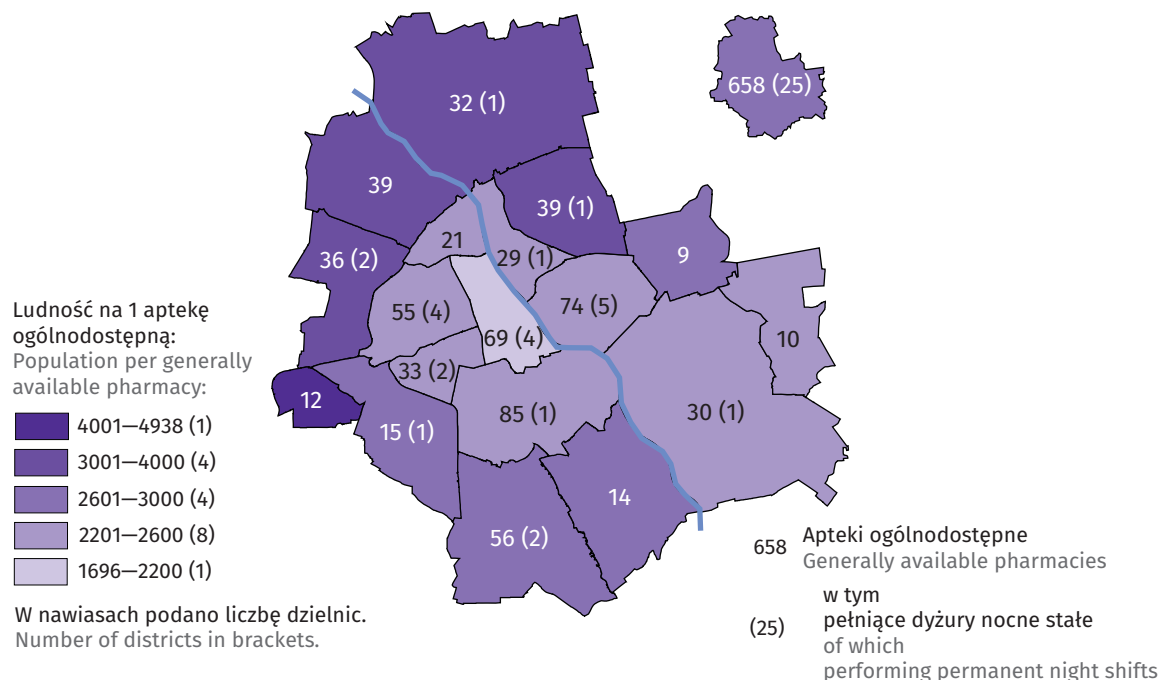 658 (25)
32 (1)
39
39 (1)
9
36 (2)
21
29 (1)
55 (4)
74 (5)
69 (4)
10
33 (2)
12
85 (1)
30 (1)
15 (1)
14
56 (2)
Ludność na 1 aptekę
ogólnodostępną:
Population per generally
available pharmacy:
4001—4938 (1)
3001—4000 (4)
2601—3000 (4)
2201—2600 (8)
1696—2200 (1)
W nawiasach podano liczbę dzielnic.
Number of districts in brackets.
658 Apteki ogólnodostępne
Generally available pharmacies
w tym
(25) pełniące dyżury nocne stałe
of which
performing permanent night shifts